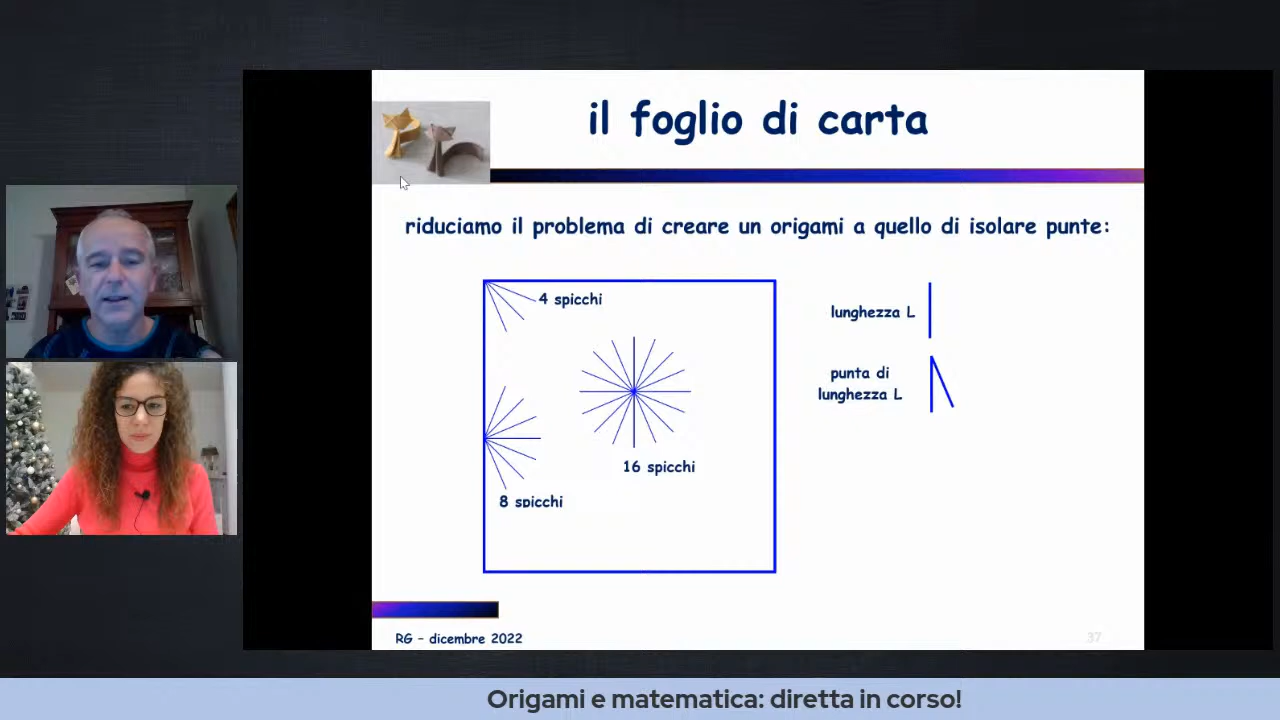 il foglio di carta
riduciamo il problema di creare un origami a quello di isolare punte:
4 spicchi
lunghezza L
punta di
lunghezza L
16 spicchi
8 spicchi
RG - dicembre 2022
37
Origami e matematica: diretta in corso!